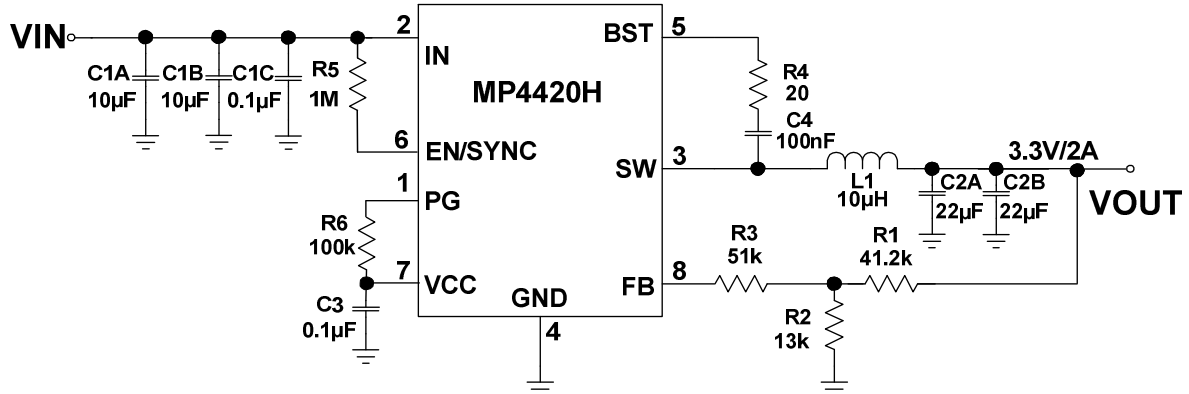 VIN
C1A
10µF
C1B
10µF
C1C
0.1µF
R5
1M
2
IN
MP4420H
BST
5
R4
20
C4
100nF
6
EN/SYNC
SW
3
L1
10µH
3.3V/2A
VOUT
C2A
22µF
C2B
22µF
1
PG
R6
100k
7
VCC
C3
0.1µF
GND
4
FB
8
R3
51k
R1
41.2k
R2
13k